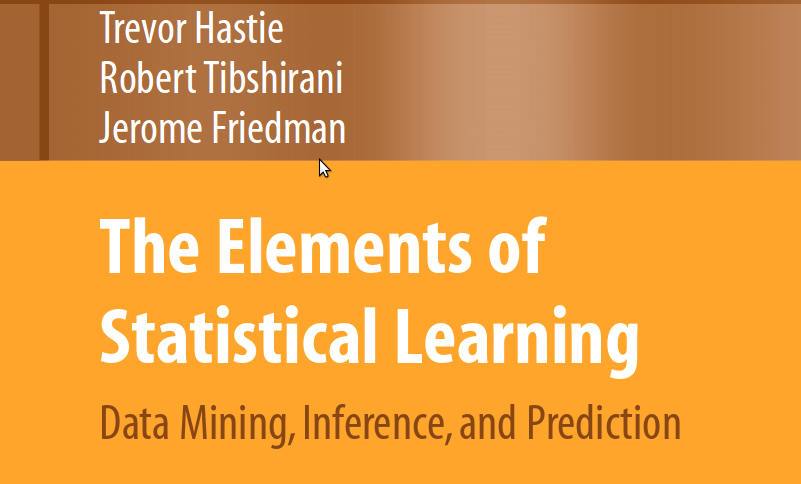 Trevor Hastie
Robert Tibshirani
Jerome Friedman
The Elements of
Statistical Learning
Data Mining, Inference, and Prediction